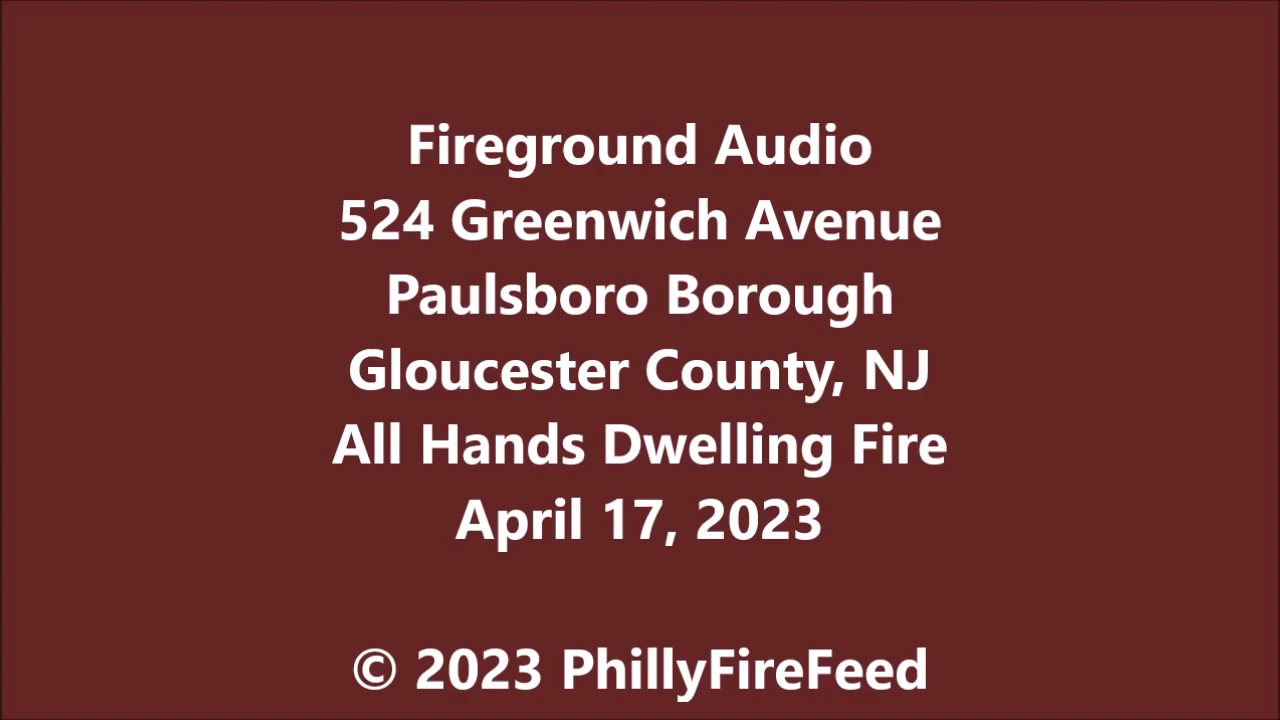 Fireground Audio
524 Greenwich Avenue
Paulsboro Borough
Gloucester County, NJ
All Hands Dwelling Fire
April 17, 2023
© 2023 PhillyFireFeed